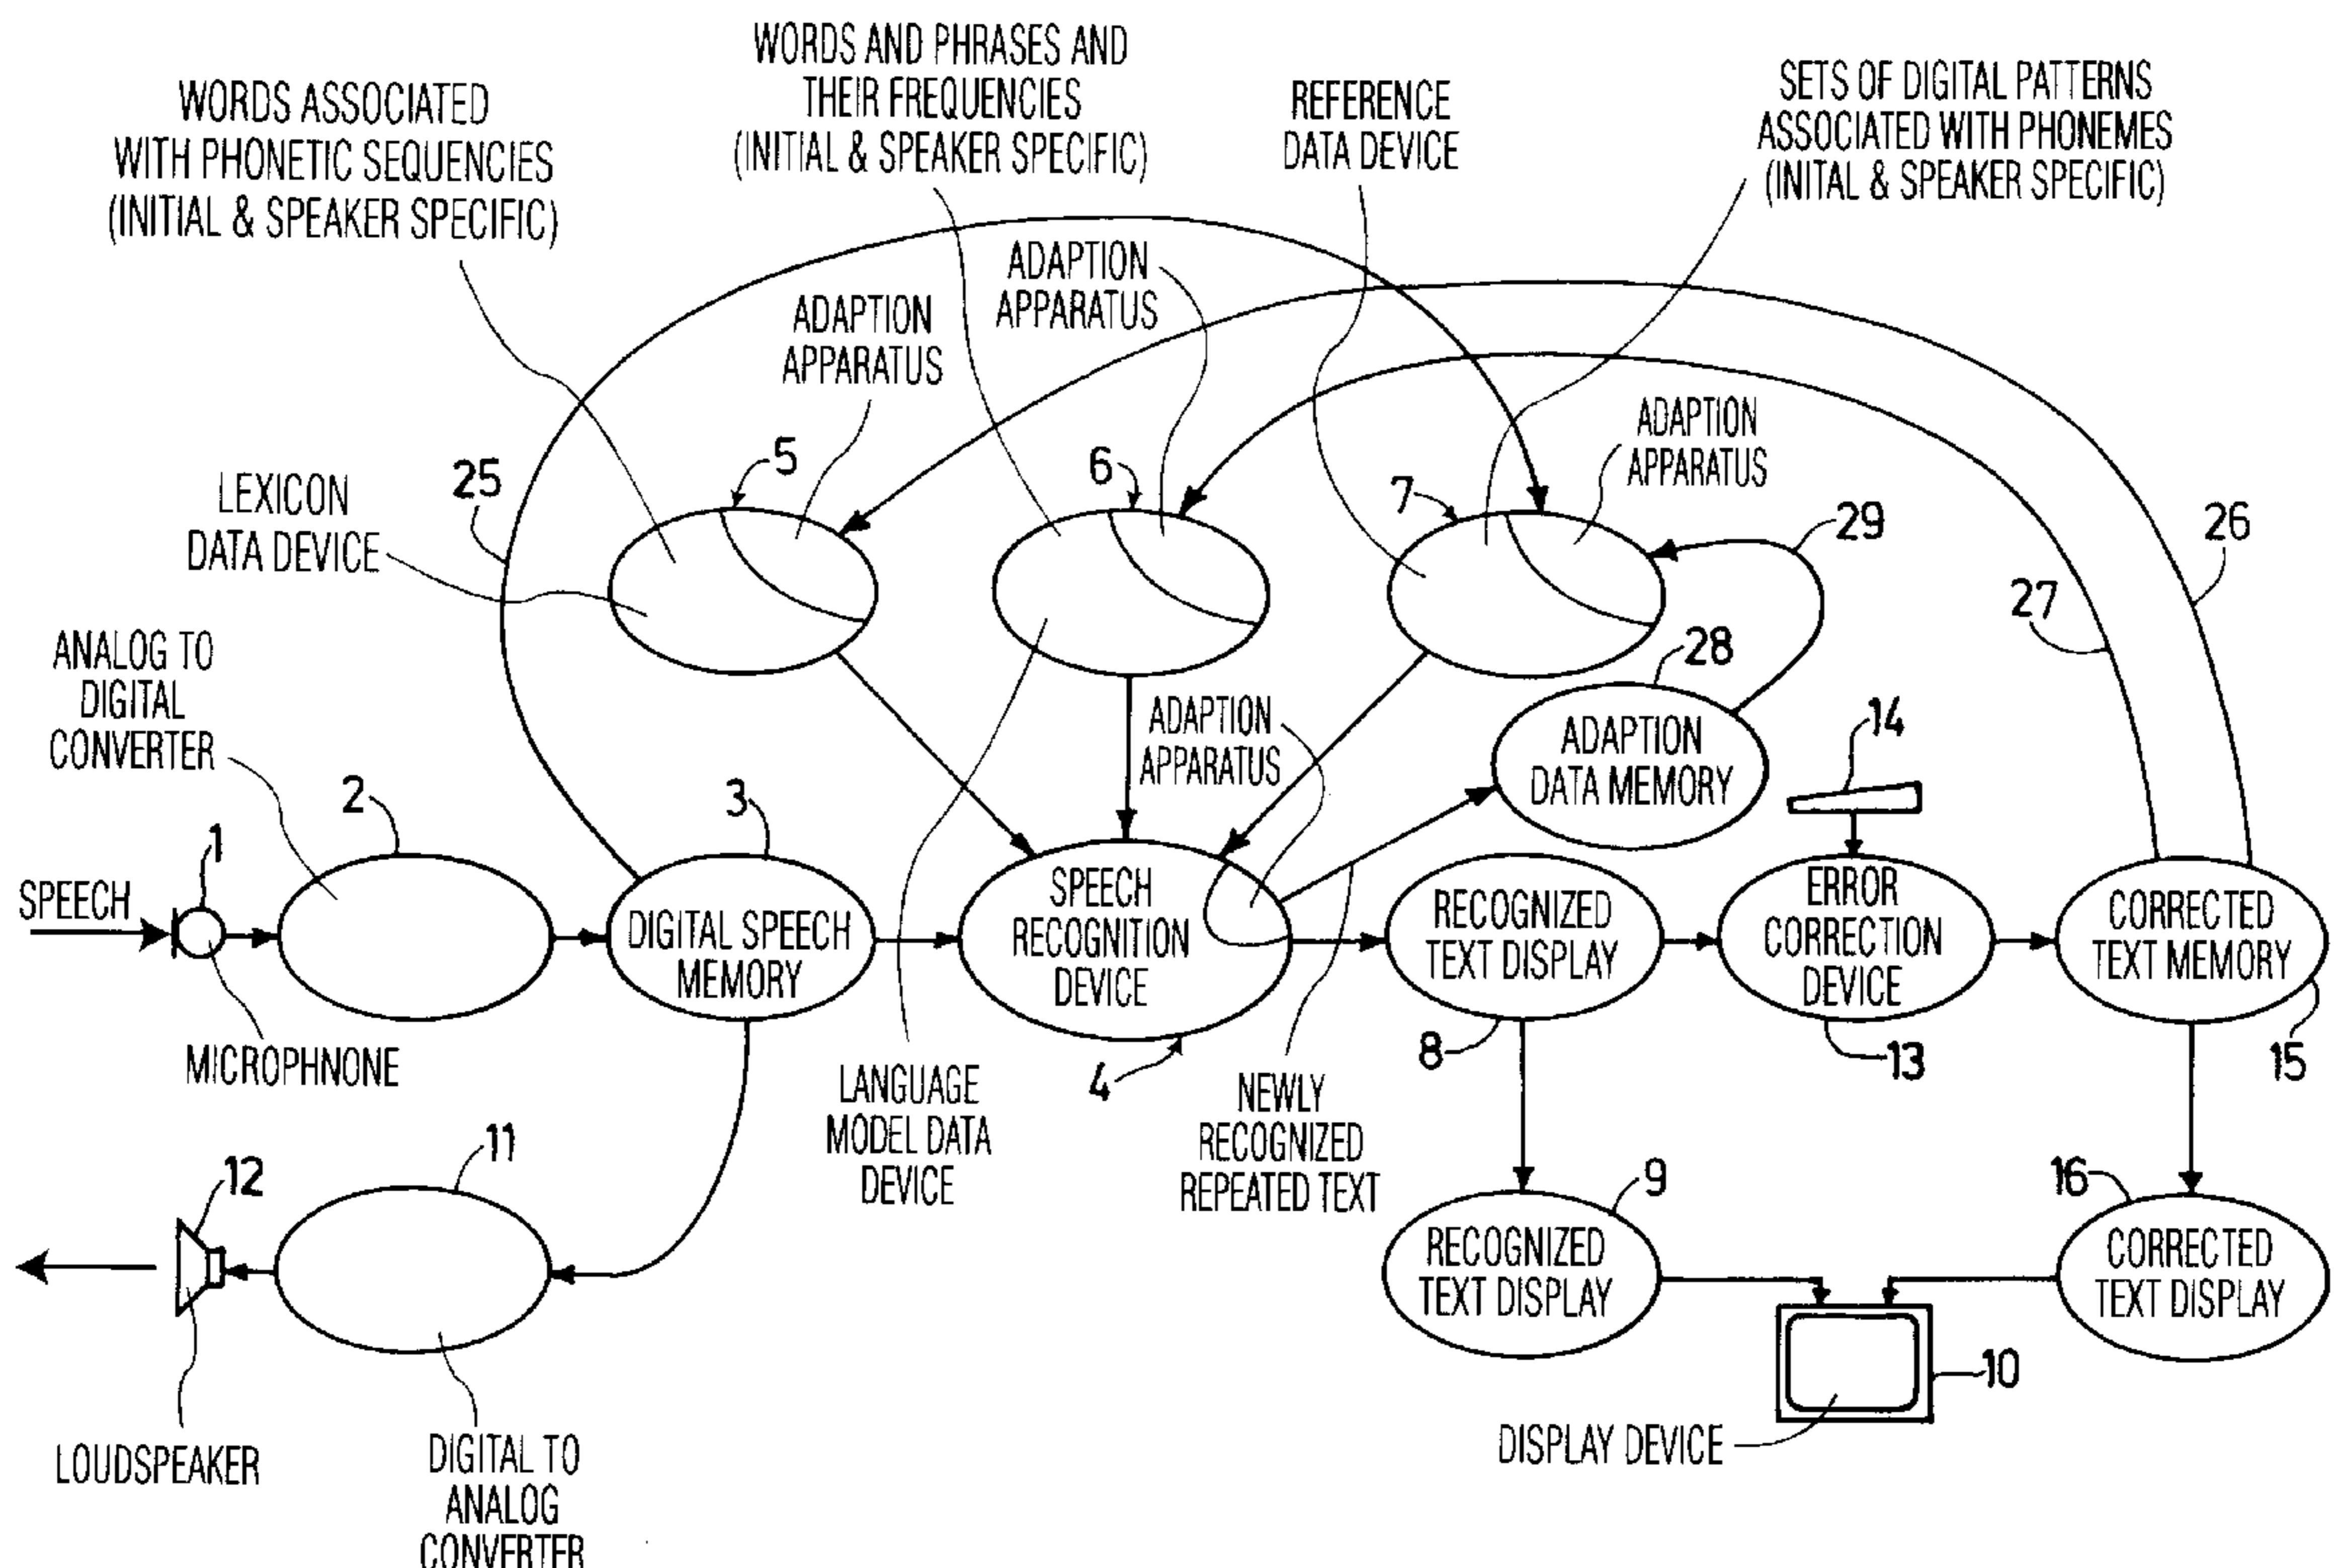 WORDS AND PHRASES AND
THEIR FREQUENCIES
(INITIAL & SPEAKER SPECIFIC)
WORDS ASSOCIATED
WITH PHONETIC SEQUENCIES
(INITIAL & SPEAKER SPECIFIC)
REFERENCE
DATA DEVICE
SETS OF DIGITAL PATTERNS
ASSOCIATED WITH PHONEMES
(INITAL & SPEAKER SPECIFIC)
ADAPTION
APPARATUS
ADAPTION
APPARATUS
ADAPTION
APPARATUS
25
5
6
7
29
26
LEXICON
DATA DEVICE
27
28
ANALOG TO
DIGITAL
CONVERTER
ADAPTION
APPARATUS
ADAPTION
DATA MEMORY
14
2
3
1
SPEECH
DIGITAL SPEECH
MEMORY
SPEECH
RECOGNITION
DEVICE
RECOGNIZED
TEXT DISPLAY
ERROR
CORRECTION
DEVICE
CORRECTED
TEXT MEMORY
MICROPHNONE
4
8
13
15
LANGUAGE
MODEL DATA
DEVICE
NEWLY
RECOGNIZED
REPEATED TEXT
11
12
9
16
RECOGNIZED
TEXT DISPLAY
CORRECTED
TEXT DISPLAY
10
LOUDSPEAKER
DIGITAL TO
ANALOG
CONVERTER
DISPLAY DEVICE